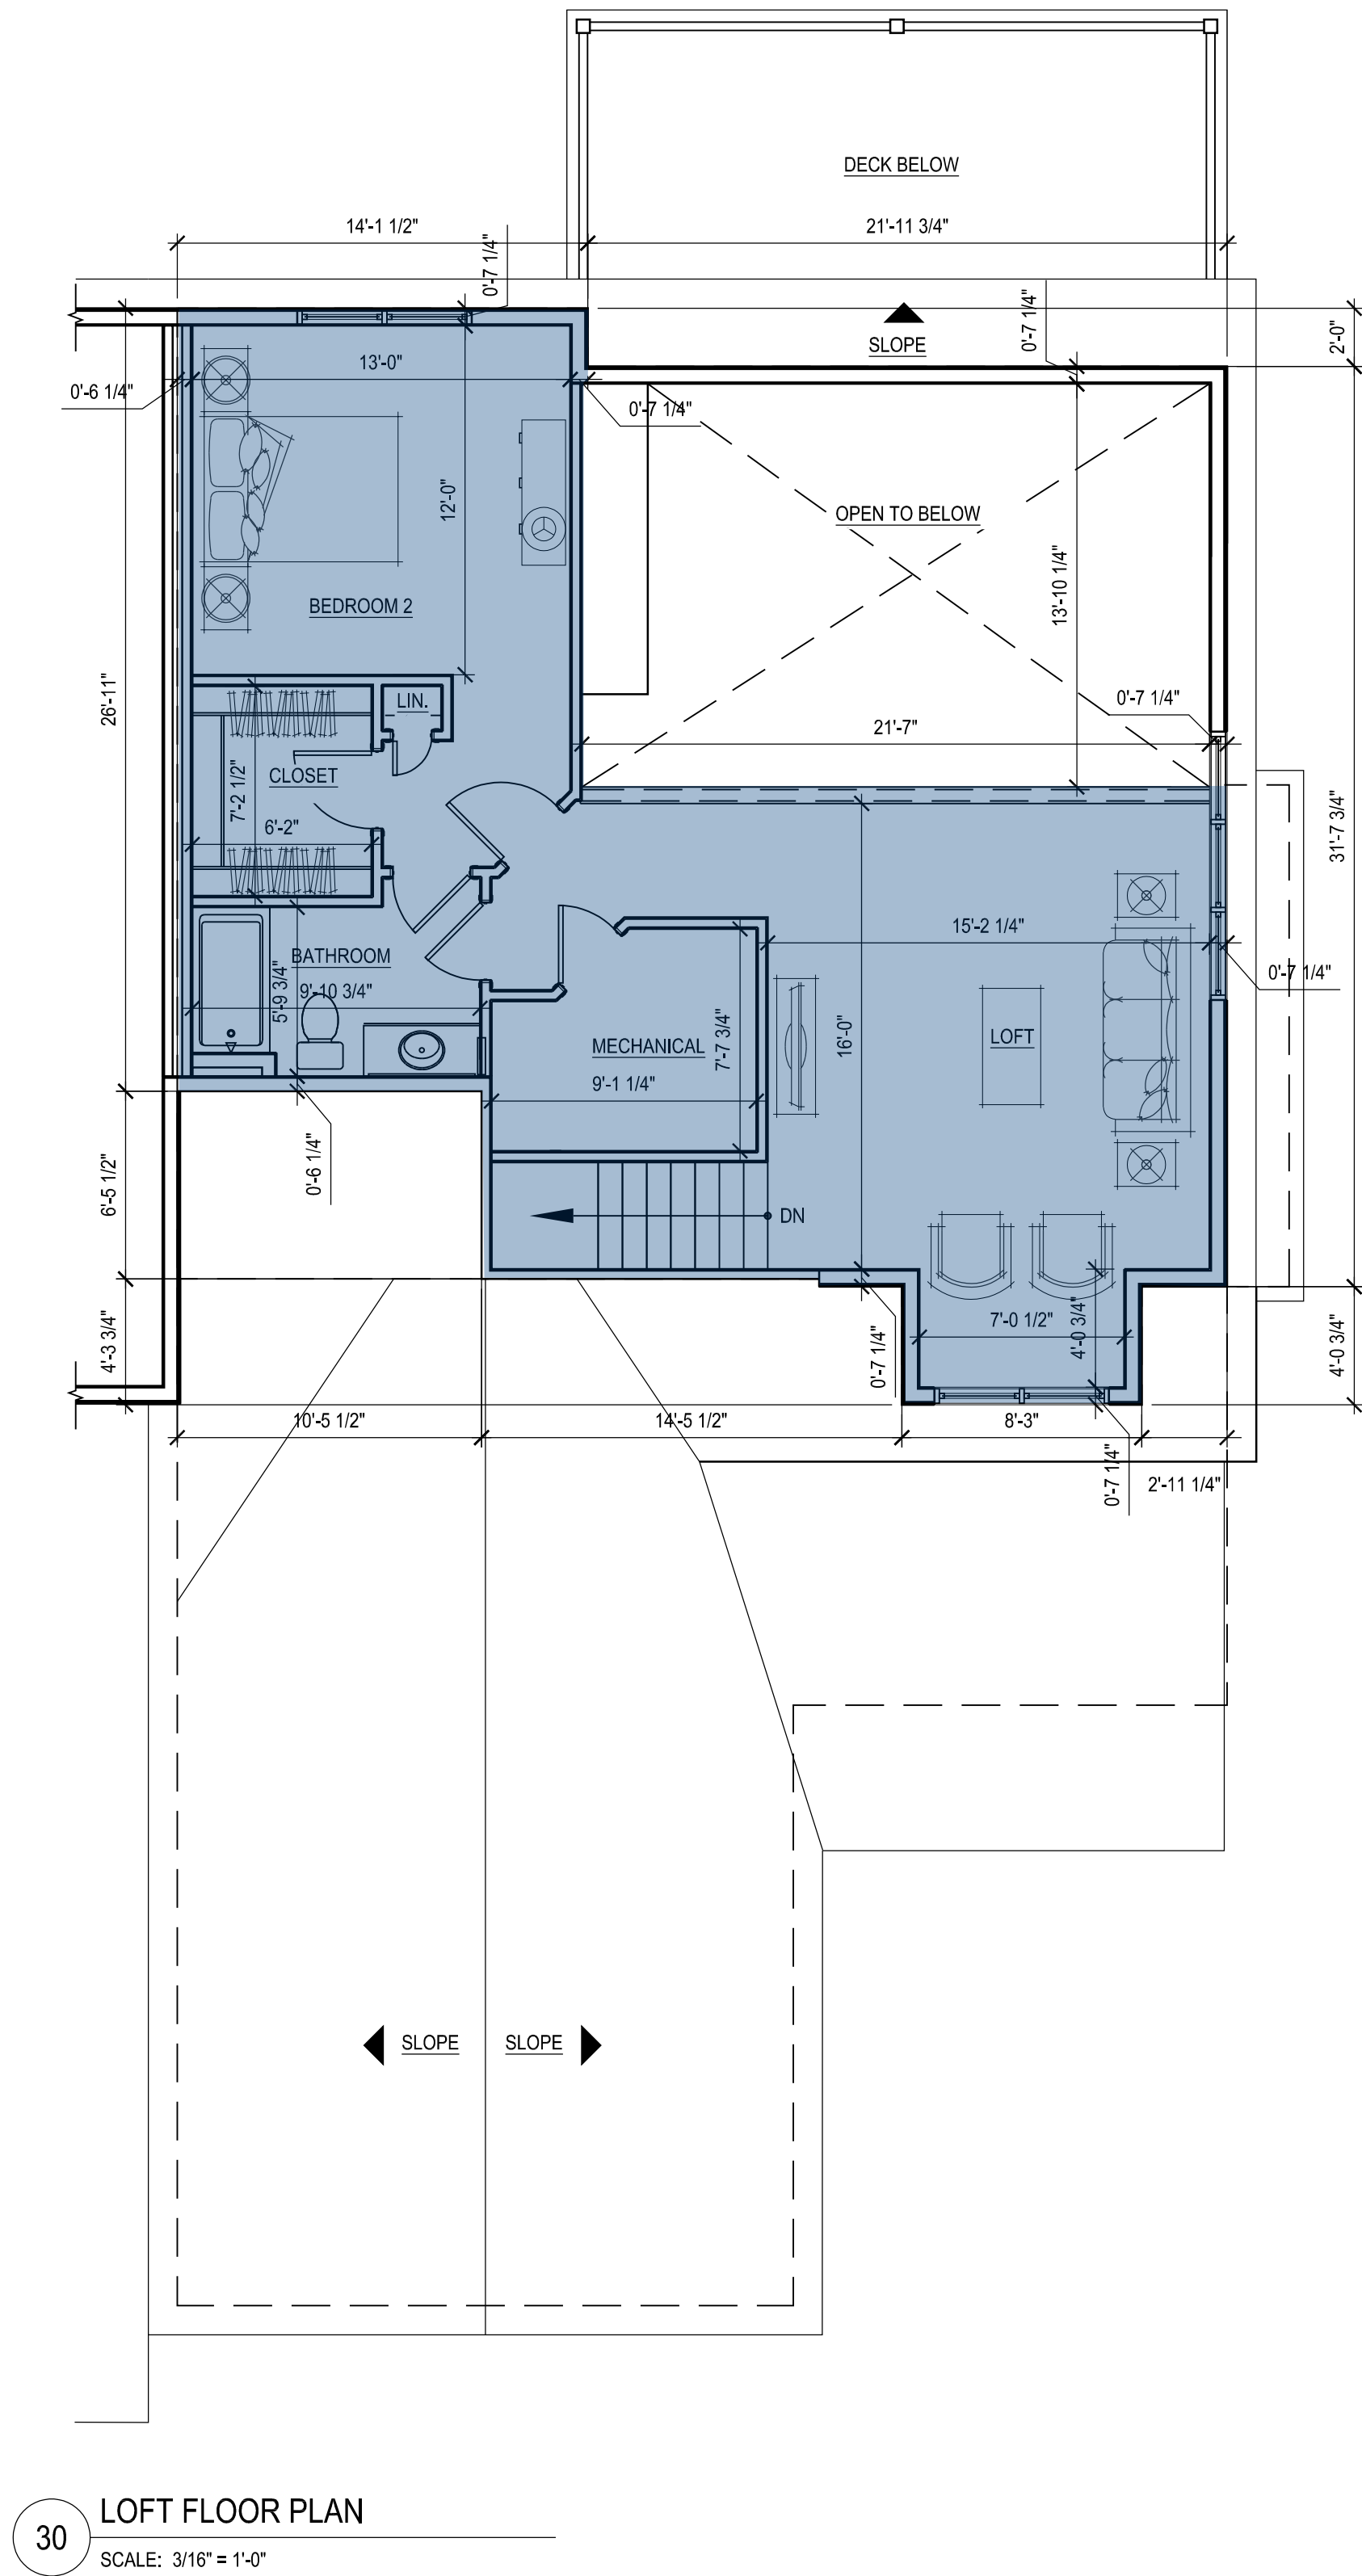 DECK BELOW
14'-1 1/2"
21'-11 3/4"
0'-7 1/4"
0'-7 1/4"
2'-0"
SLOPE
13'-0"
0'-6 1/4"
0'-7 1/4"
12'-0"
OPEN TO BELOW
13'-10 1/4"
BEDROOM 2
26'-11"
LIN.
0'-7 1/4"
21'-7"
CLOSET
7'-2 1/2"
6'-2"
31'-7 3/4"
15'-2 1/4"
BATHROOM
0'-7 1/4"
5'-9 3/4"
9'-10 3/4"
16'-0"
LOFT
MECHANICAL
7'-7 3/4"
9'-1 1/4"
0'-6 1/4"
6'-5 1/2"
DN
7'-0 1/2"
4'-0 3/4"
4'-3 3/4"
0'-7 1/4"
4'-0 3/4"
10'-5 1/2"
14'-5 1/2"
8'-3"
0'-7 1/4"
2'-11 1/4"
SLOPE
SLOPE
30
LOFT FLOOR PLAN
SCALE: 3/16" = 1'-0"